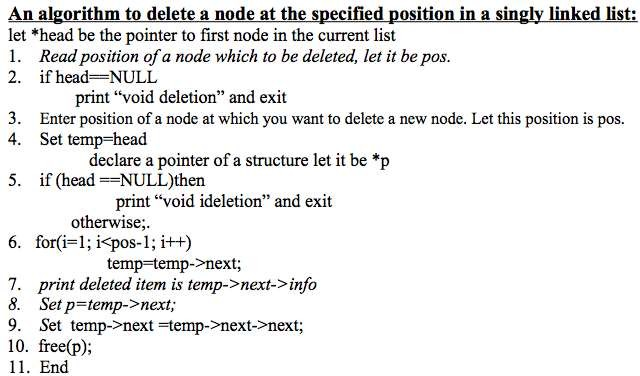 An algorithm to delete a node at the specified position in a singly linked list:
let *head be the pointer to first node in the current list
1. Read position of a node which to be deleted, let it be pos.
2. if head==NULL
print “void deletion” and exit
3. Enter position of a node at which you want to delete a new node. Let this position is pos.
4. Set temp=head
declare a pointer of a structure let it be *p
5. if (head ==NULL)then
print “void ideletion” and exit
otherwise;.
6. for(i=1; i<pos-1; i++)
temp=temp->next;
7. print deleted item is temp->next->info
8. Set p=temp->next;
9. Set temp->next =temp->next->next;
10. free(p);
11. End